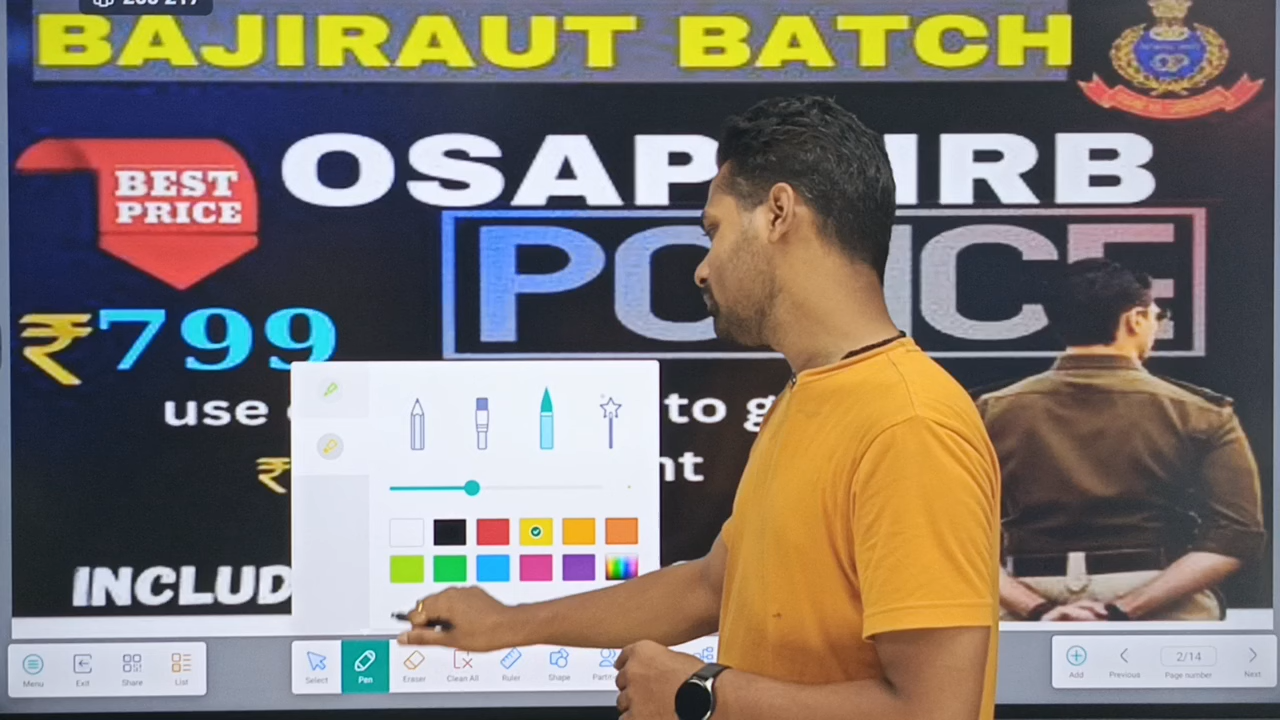 BAJIRAUT BATCH
BEST
PRICE
OSAP IRB
POLICE
₹799
use to g
₹ nt
INCLUD
Menu Exit Share List
Select Pen Eraser Clean All Ruler Shape
Add Previous 2/14 Page number Next